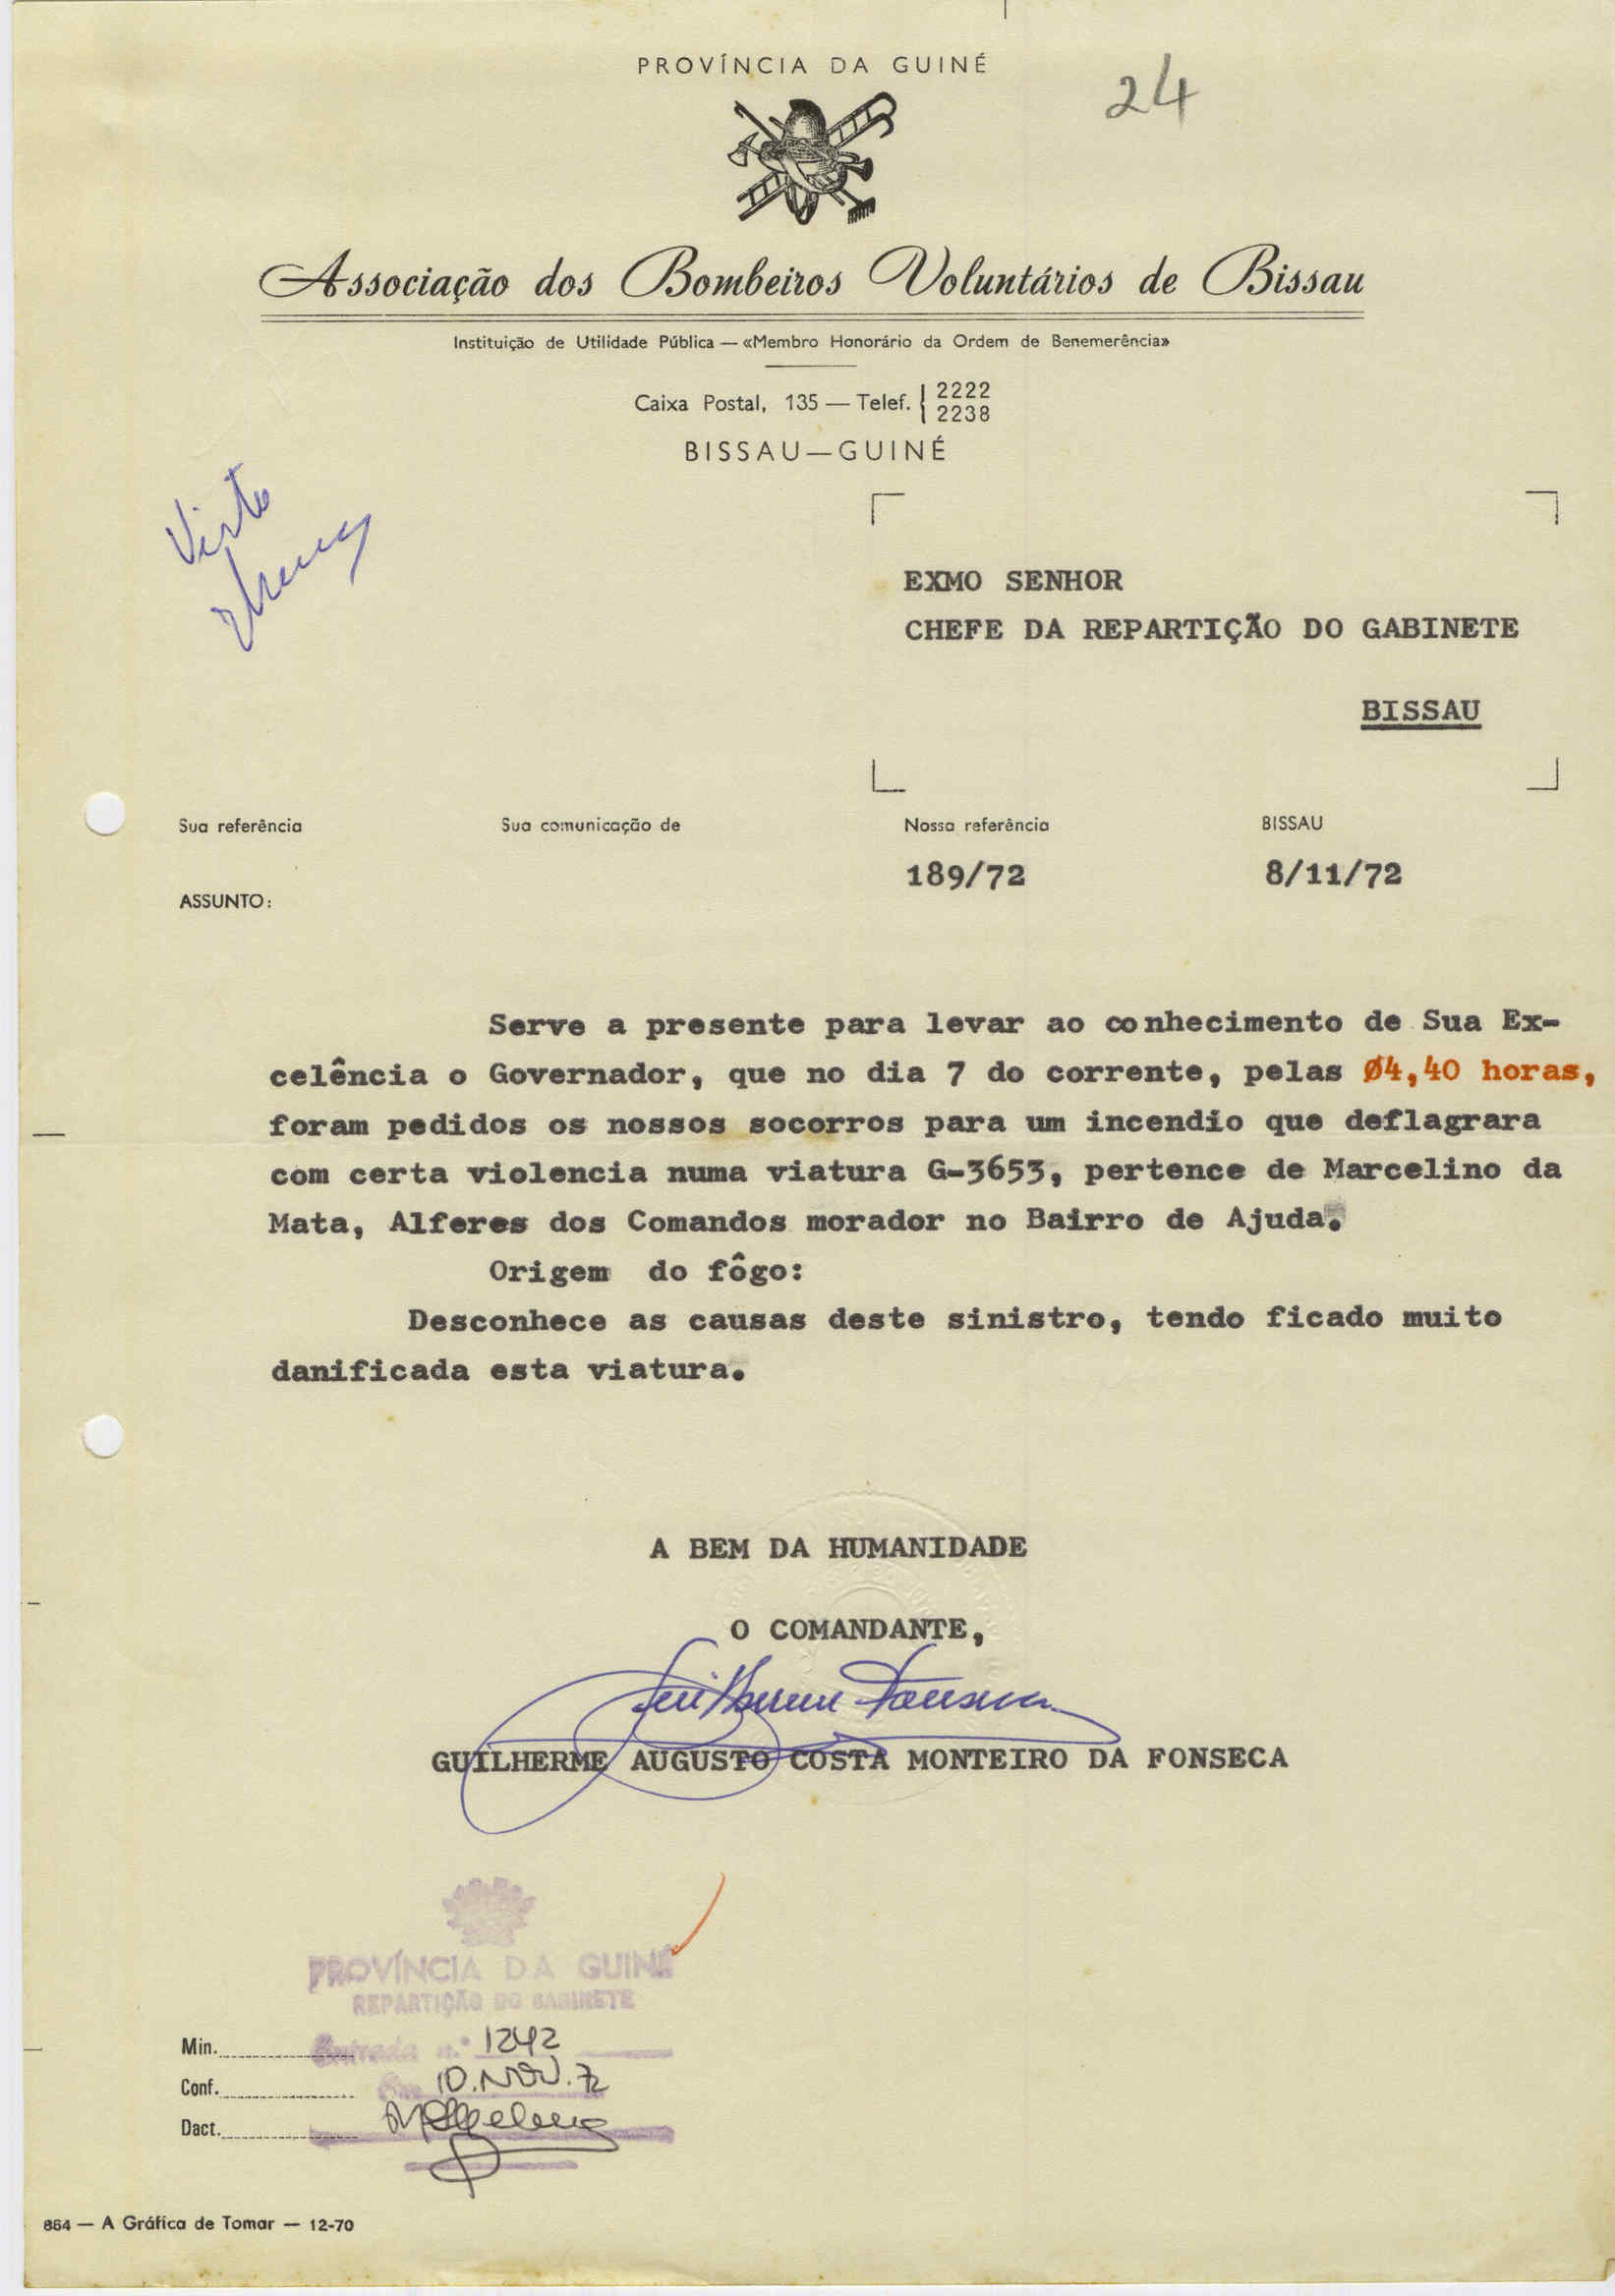 PROVÍNCIA DA GUINÉ
24
Associação dos Bombeiros Voluntários de Bissau
Instituição de Utilidade Pública — «Membro Honorário da Ordem de Benemerência»
Caixa Postal, 135 — Telef. { 2222
2238
BISSAU — GUINÉ
Visto
EXMO SENHOR
CHEFE DA REPARTIÇÃO DO GABINETE
BISSAU
Sua referência Sua comunicação de Nossa referência BISSAU
189/72 8/11/72
ASSUNTO:
Serve a presente para levar ao conhecimento de Sua Ex-
celência o Governador, que no dia 7 do corrente, pelas Ø4,40 horas,
foram pedidos os nossos socorros para um incendio que deflagrara
com certa violencia numa viatura G-3653, pertence de Marcelino da
Mata, Alferes dos Comandos morador no Bairro de Ajuda.
Origem do fôgo:
Desconhece as causas deste sinistro, tendo ficado muito
danificada esta viatura.
A BEM DA HUMANIDADE
O COMANDANTE,
Guilherme Fonseca
GUILHERME AUGUSTO COSTA MONTEIRO DA FONSECA
PROVÍNCIA DA GUINÉ
REPARTIÇÃO DO GABINETE
Min. Entrada n.º 1242
Conf. Em 10.NOV.72
Dact.
864 — A Gráfica de Tomar — 12-70